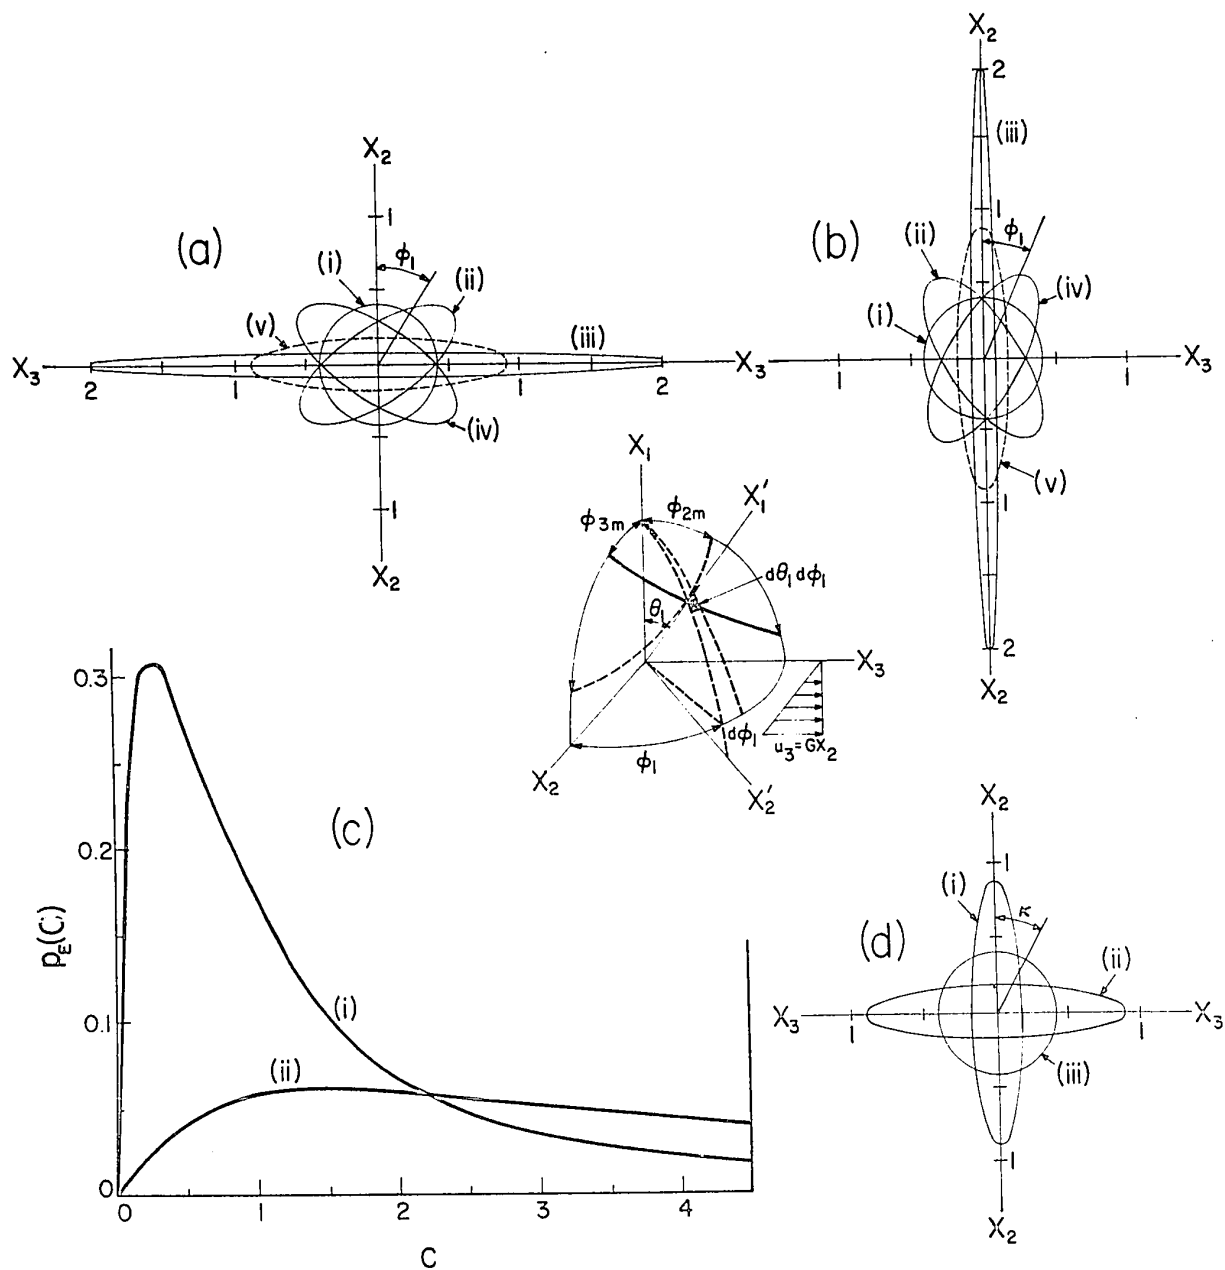 (a)
X₂
1
ϕ₁
(i)
(ii)
(v)
(iii)
X₃
2
1
1
2
X₃
(iv)
1
X₂
(b)
X₂
2
(iii)
1
(ii)
ϕ₁
(iv)
(i)
1
1
X₃
(v)
1
2
X₂
X₁
X₁′
ϕ₃ₘ
ϕ₂ₘ
dθ₁dϕ₁
θ₁
X₃
dϕ₁
u₃=GX₂
X₂
ϕ₁
X₂′
(c)
0.3
0.2
0.1
0
p_E(C)
(i)
(ii)
0
1
2
3
4
C
(d)
X₂
1
(i)
κ
(ii)
X₃
1
1
X₃
(iii)
1
X₂